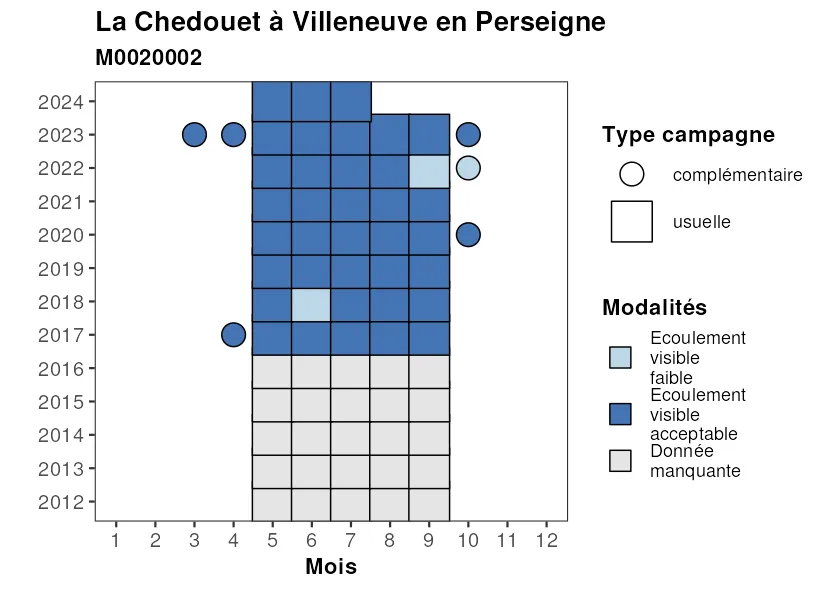 La Chedouet à Villeneuve en Perseigne
M0020002
2024
2023
2022
2021
2020
2019
2018
2017
2016
2015
2014
2013
2012
1 2 3 4 5 6 7 8 9 10 11 12
Mois
Type campagne
complémentaire
usuelle
Modalités
Ecoulement
visible
faible
Ecoulement
visible
acceptable
Donnée
manquante